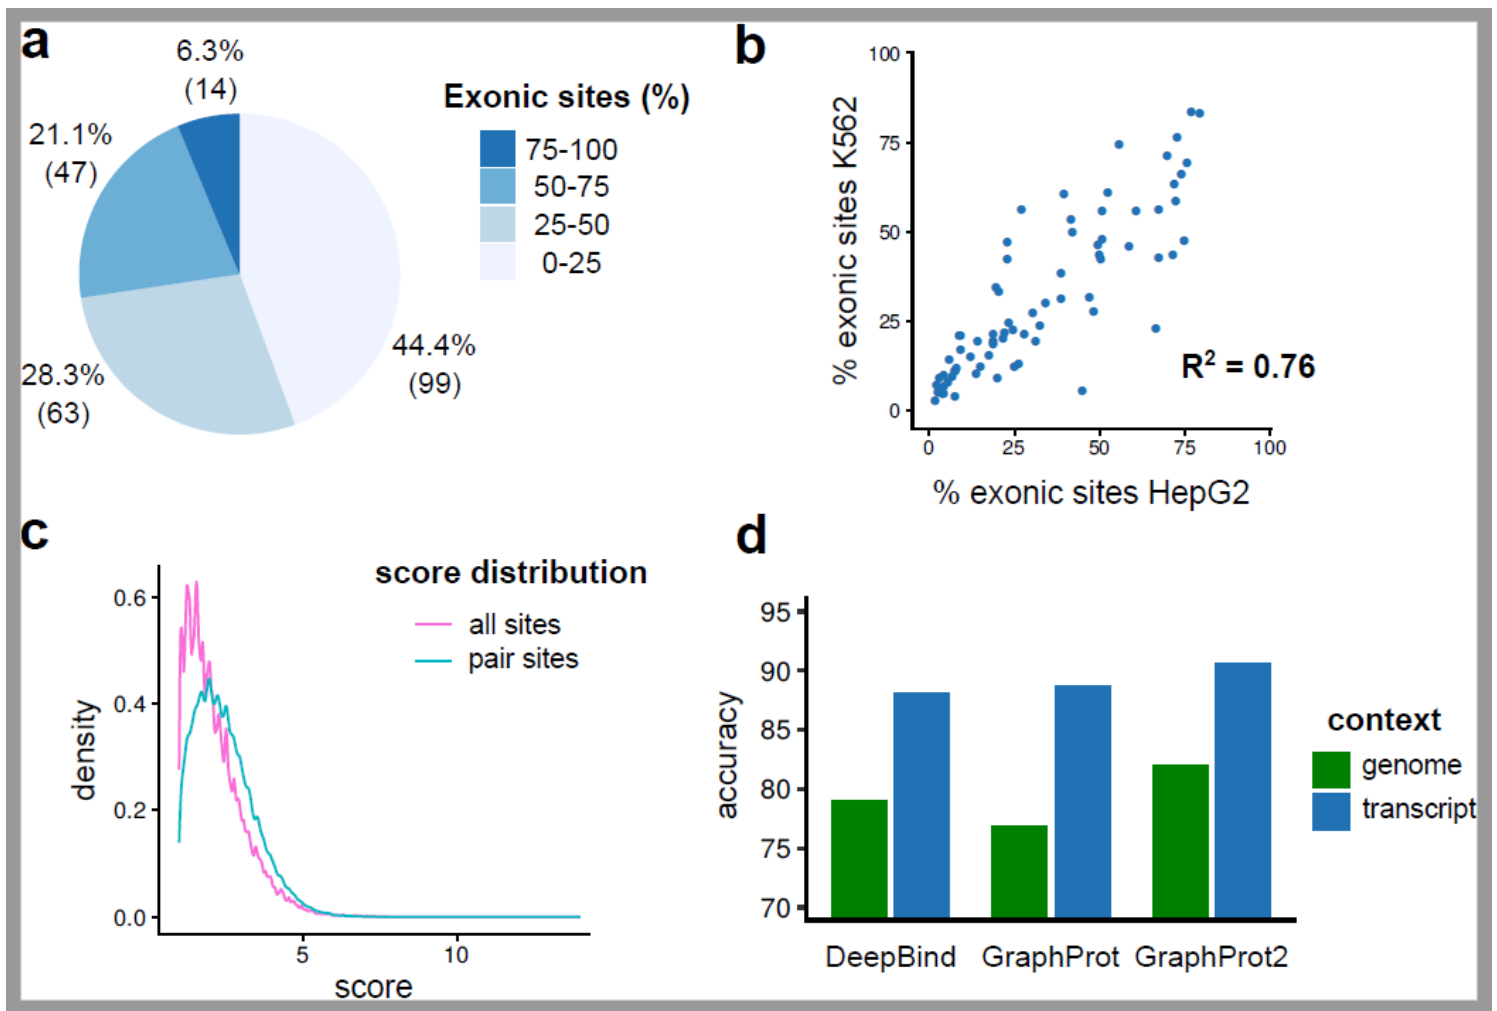 a
6.3%
(14)
21.1%
(47)
28.3%
(63)
44.4%
(99)
Exonic sites (%)
75-100
50-75
25-50
0-25
b
% exonic sites K562
100
75
50
25
0
R² = 0.76
0 25 50 75 100
% exonic sites HepG2
c
score distribution
all sites
pair sites
density
0.6
0.4
0.2
0.0
5 10
score
d
accuracy
95
90
85
80
75
70
DeepBind GraphProt GraphProt2
context
genome
transcript